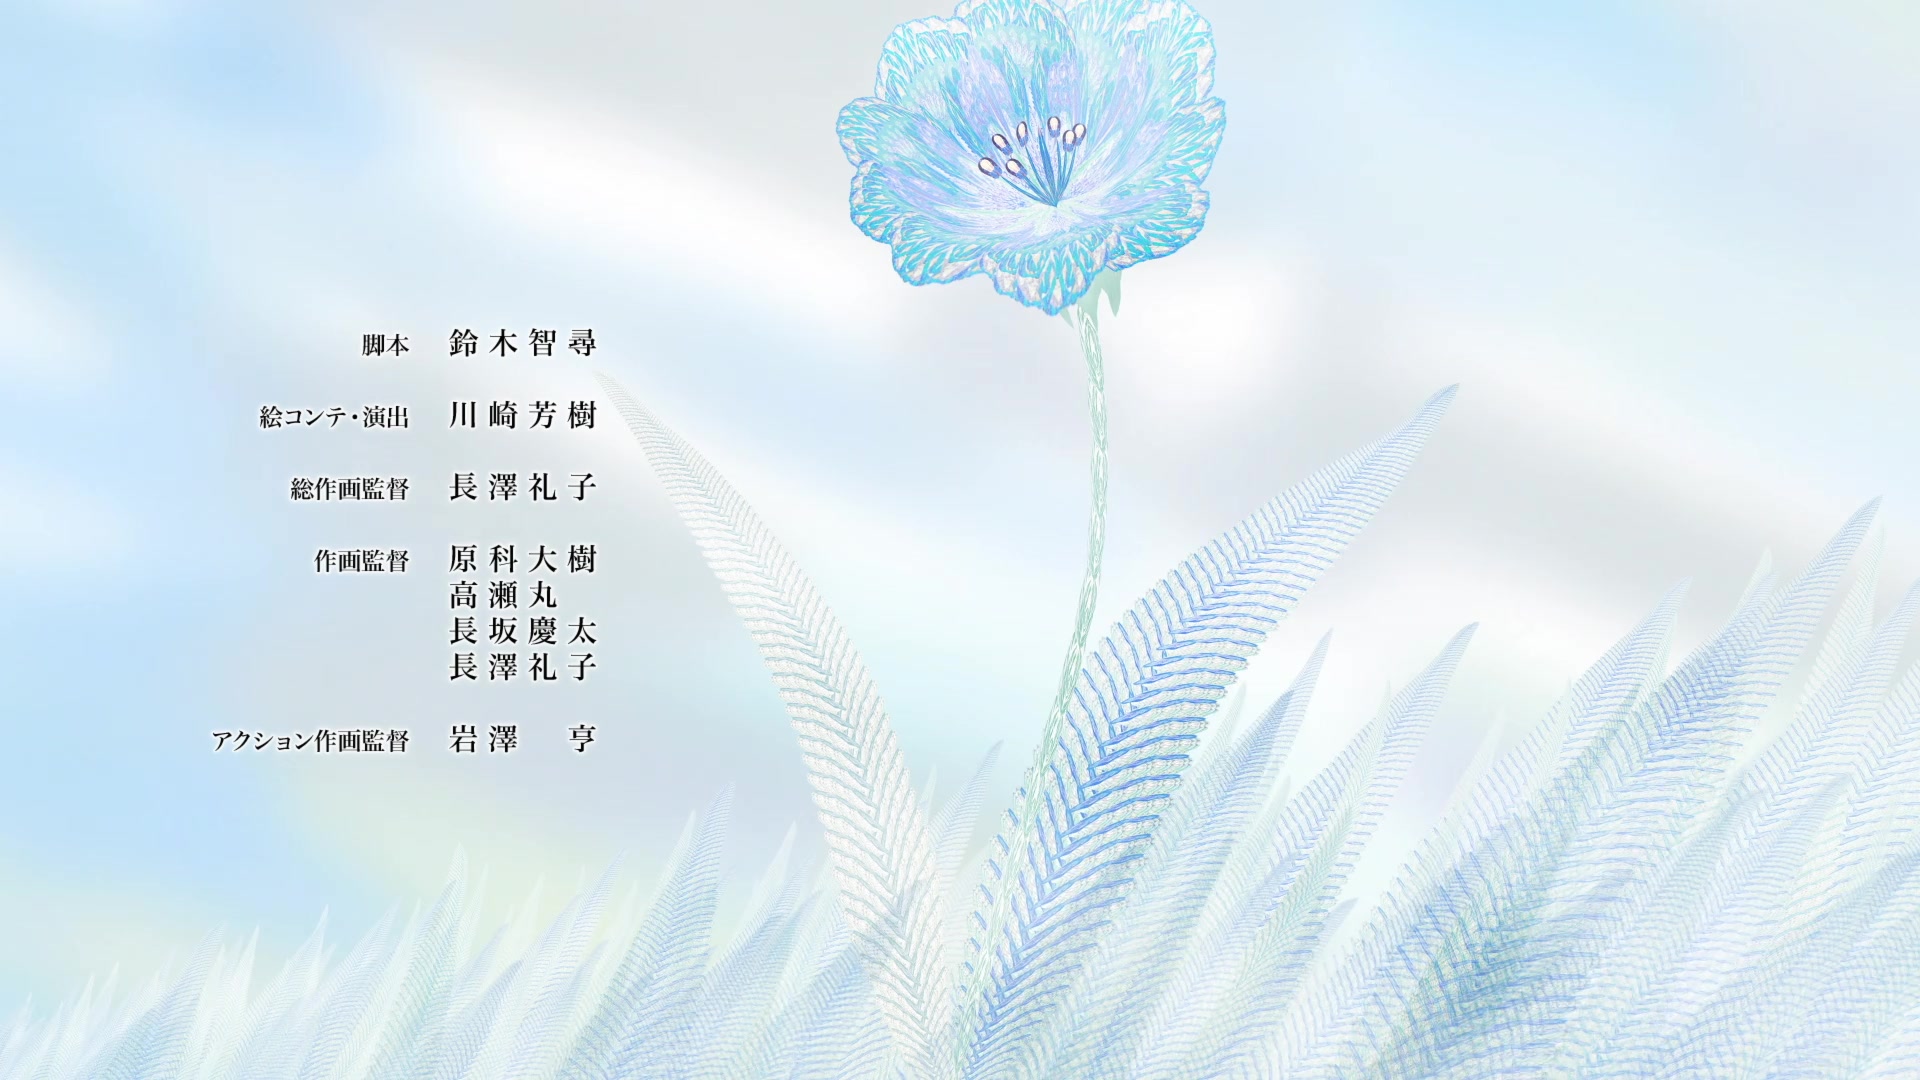 脚本 鈴木智尋
絵コンテ・演出 川崎芳樹
総作画監督 長澤礼子
作画監督 原科大樹
高瀬丸
長坂慶太
長澤礼子
アクション作画監督 岩澤 亨